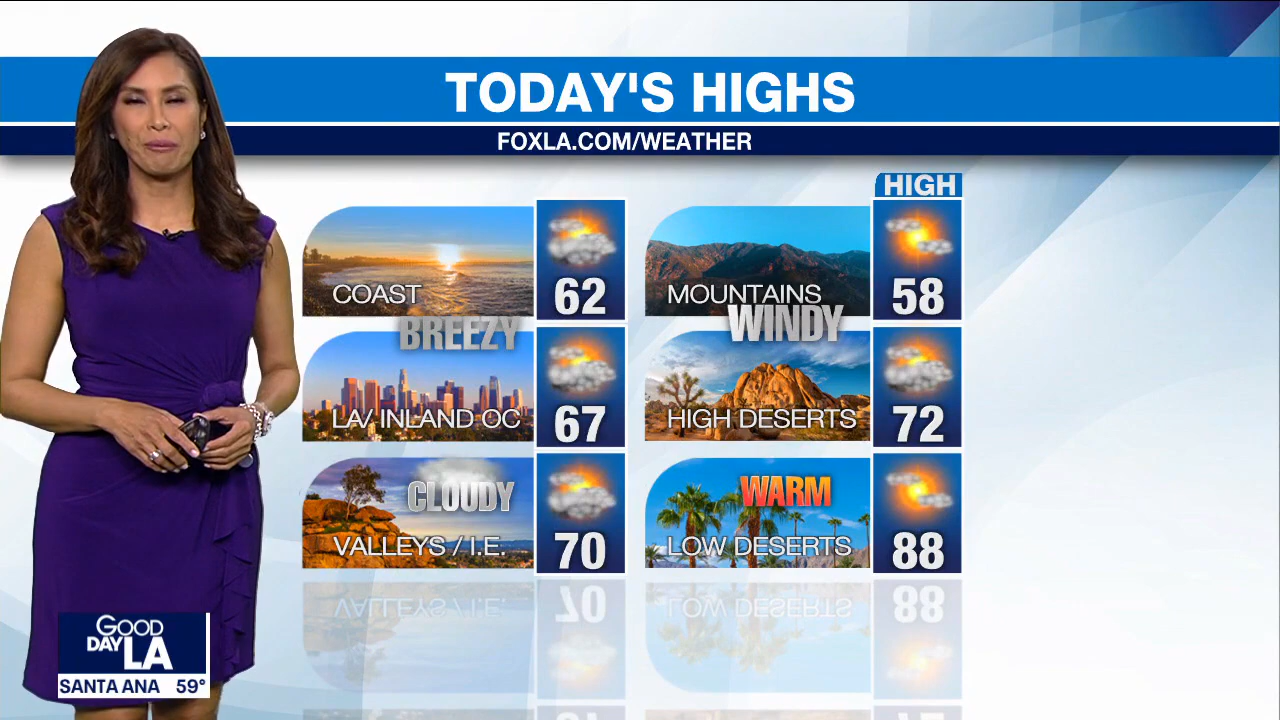 TODAY'S HIGHS
FOXLA.COM/WEATHER
HIGH
COAST
62
MOUNTAINS
58
BREEZY
WINDY
LA/ INLAND OC
67
HIGH DESERTS
72
CLOUDY
WARM
VALLEYS / I.E.
70
LOW DESERTS
88
GOOD
DAY LA
SANTA ANA 59°